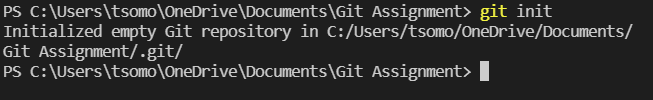 PS C:\Users\tsomo\OneDrive\Documents\Git Assignment> git init
Initialized empty Git repository in C:/Users/tsomo/OneDrive/Documents/
Git Assignment/.git/
PS C:\Users\tsomo\OneDrive\Documents\Git Assignment>